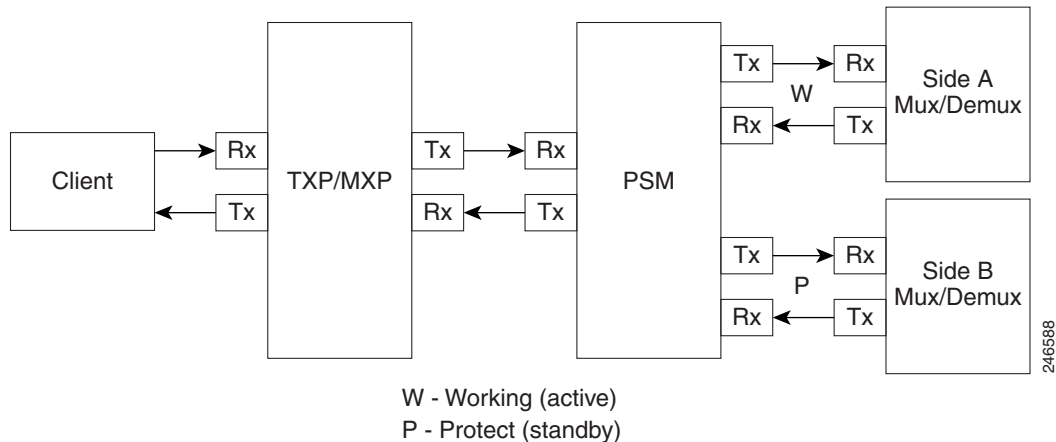 Tx
Rx
Side A
Mux/Demux
W
Rx
Tx
Client
Rx
TXP/MXP
Tx
Rx
PSM
Tx
Rx
Tx
Tx
Rx
Side B
Mux/Demux
P
Rx
Tx
W - Working (active)
P - Protect (standby)
246588